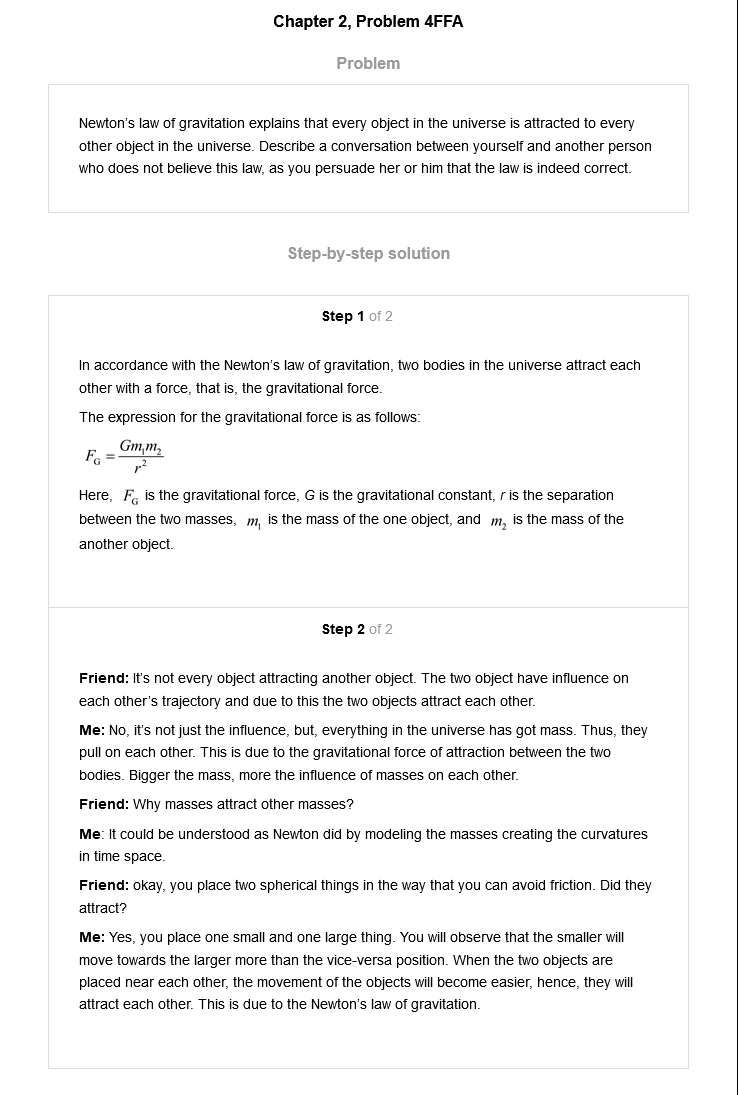 Chapter 2, Problem 4FFA
Problem
Newton's law of gravitation explains that every object in the universe is attracted to every
other object in the universe. Describe a conversation between yourself and another person
who does not believe this law, as you persuade her or him that the law is indeed correct.
Step-by-step solution
Step 1 of 2
In accordance with the Newton's law of gravitation, two bodies in the universe attract each
other with a force, that is, the gravitational force.
The expression for the gravitational force is as follows:
F_G = Gm₁m₂ / r²
Here, F_G is the gravitational force, G is the gravitational constant, r is the separation
between the two masses, m₁ is the mass of the one object, and m₂ is the mass of the
another object.
Step 2 of 2
Friend: It's not every object attracting another object. The two object have influence on
each other's trajectory and due to this the two objects attract each other.
Me: No, it's not just the influence, but, everything in the universe has got mass. Thus, they
pull on each other. This is due to the gravitational force of attraction between the two
bodies. Bigger the mass, more the influence of masses on each other.
Friend: Why masses attract other masses?
Me: It could be understood as Newton did by modeling the masses creating the curvatures
in time space.
Friend: okay, you place two spherical things in the way that you can avoid friction. Did they
attract?
Me: Yes, you place one small and one large thing. You will observe that the smaller will
move towards the larger more than the vice-versa position. When the two objects are
placed near each other, the movement of the objects will become easier, hence, they will
attract each other. This is due to the Newton's law of gravitation.